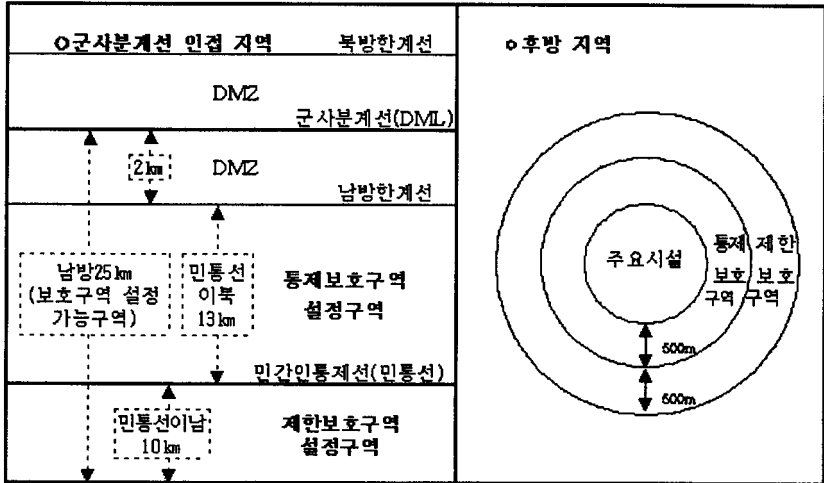 ○군사분계선 인접 지역
북방한계선
DMZ
군사분계선(DML)
2㎞
DMZ
남방한계선
남방25㎞
(보호구역 설정
가능구역)
민통선
이북
13㎞
통제보호구역
설정구역
민간인통제선(민통선)
민통선이남
10㎞
제한보호구역
설정구역
○후방 지역
주요시설
통제
보호
구역
제한
보호
구역
500m
500m